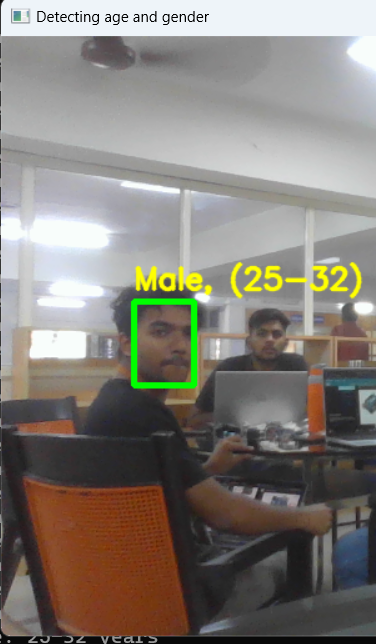 Detecting age and gender
Male, (25-32)
25-32 years